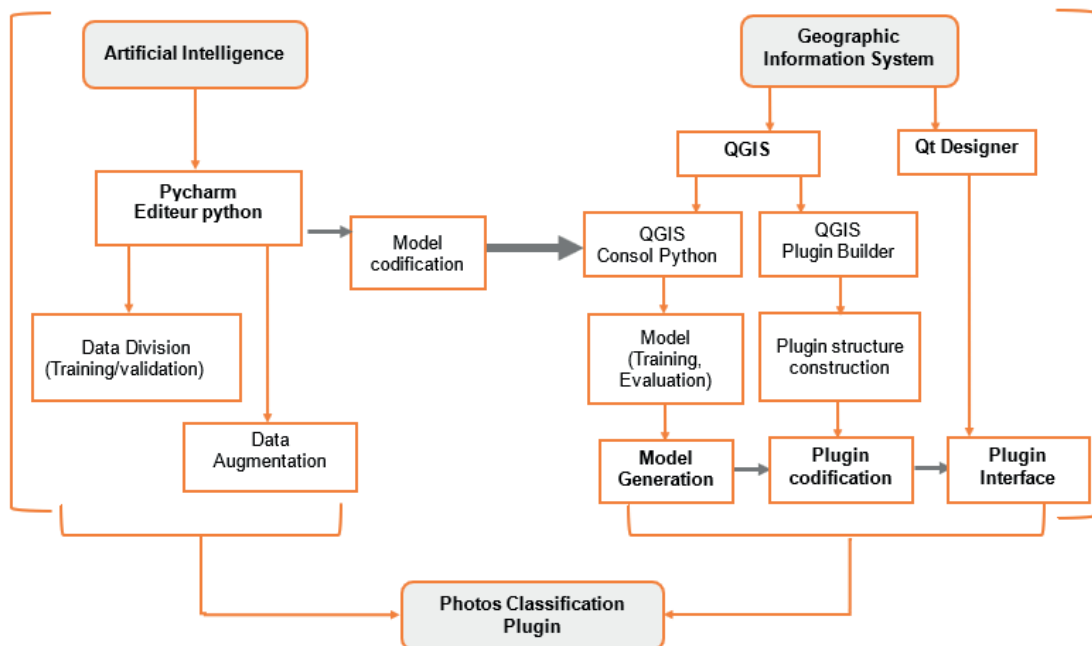 Artificial Intelligence
Geographic
Information System
QGIS
Qt Designer
Pycharm
Editeur python
Model
codification
QGIS
Consol Python
QGIS
Plugin Builder
Data Division
(Training/validation)
Model
(Training,
Evaluation)
Plugin structure
construction
Data
Augmentation
Model
Generation
Plugin
codification
Plugin
Interface
Photos Classification
Plugin